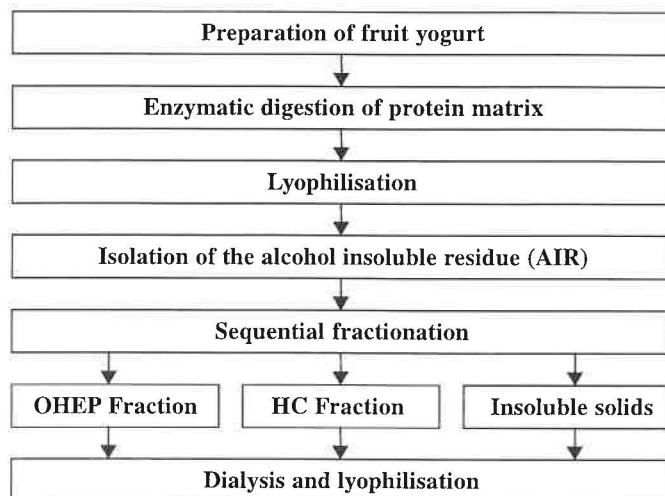 Preparation of fruit yogurt
Enzymatic digestion of protein matrix
Lyophilisation
Isolation of the alcohol insoluble residue (AIR)
Sequential fractionation
OHEP Fraction
HC Fraction
Insoluble solids
Dialysis and lyophilisation